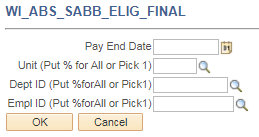 WI_ABS_SABB_ELIG_FINAL
Pay End Date
Unit (Put % for All or Pick 1)
Dept ID (Put %forAll or Pick1)
Empl ID (Put %forAll or Pick1)
OK Cancel